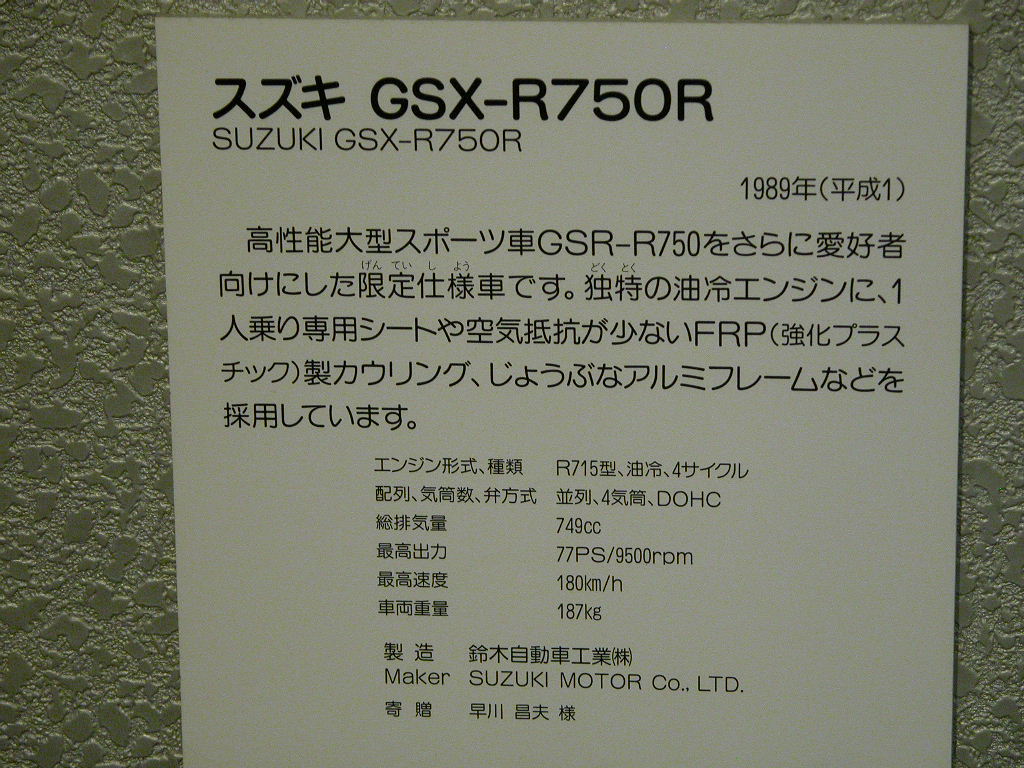 スズキ GSX-R750R
SUZUKI GSX-R750R
1989年(平成1)
高性能大型スポーツ車GSR-R750をさらに愛好者
げん てい し よう どく とく
向けにした限定仕様車です。独特の油冷エンジンに、1
人乗り専用シートや空気抵抗が少ないFRP(強化プラス
チック)製カウリング、じょうぶなアルミフレームなどを
採用しています。
エンジン形式、種類 R715型、油冷、4サイクル
配列、気筒数、弁方式 並列、4気筒、DOHC
総排気量 749cc
最高出力 77PS/9500rpm
最高速度 180km/h
車両重量 187kg
製造 鈴木自動車工業㈱
Maker SUZUKI MOTOR Co., LTD.
寄贈 早川 昌夫 様